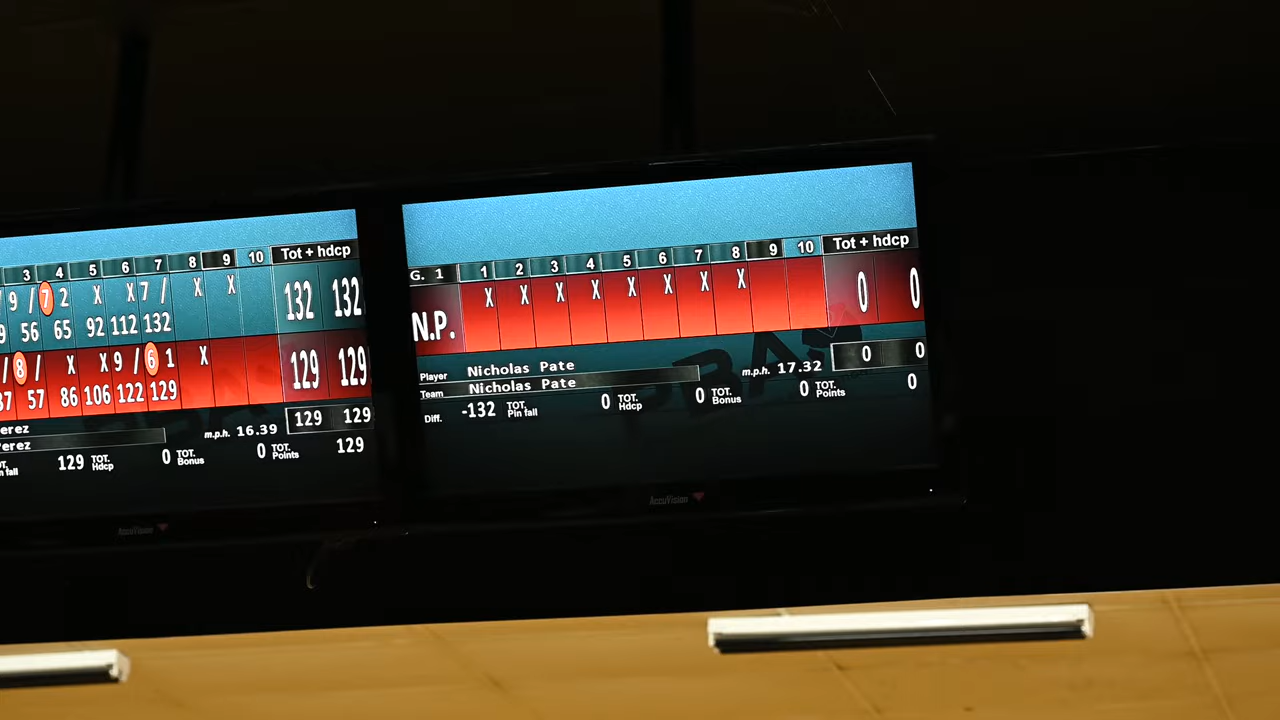 3 4 5 6 7 8 9 10 Tot + hdcp
/ 9 / 7 2 X X 7 / X X 132 132
9 56 65 92 112 132
/ 8 / X X 9 / 6 1 X 129 129
37 57 86 106 122 129
erez m.p.h. 16.39 129 129
erez
129 TOT. Hdcp 0 TOT. Bonus 0 TOT. Points 129
AccuVision
G. 1 1 2 3 4 5 6 7 8 9 10 Tot + hdcp
N.P. X X X X X X X X 0 0
Player Nicholas Pate m.p.h. 17.32 0 0
Team Nicholas Pate
Diff. -132 TOT. Pin fall 0 TOT. Hdcp 0 TOT. Bonus 0 TOT. Points 0
AccuVision